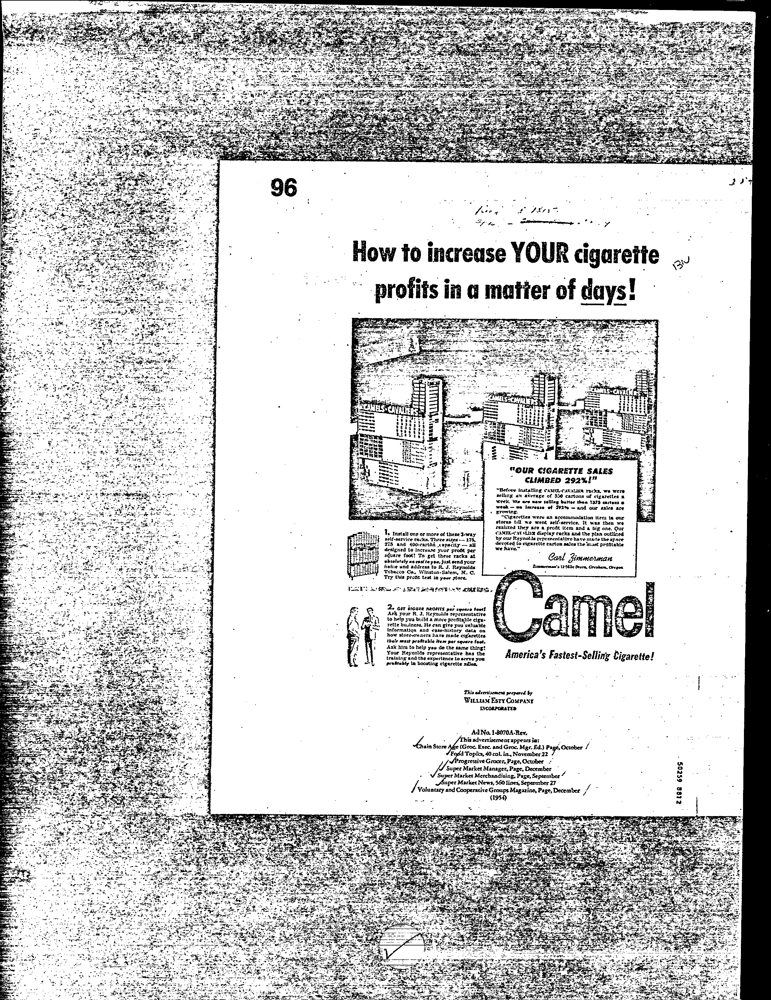 96
How to increase YOUR cigarette
profits in a matter of days!
CAMELS-CAVALIERS
"OUR CIGARETTE SALES
CLIMBED 292%!"
"Before installing CAMEL-CAVALIER racks, we were
selling an average of 350 cartons of cigarettes a
week. We are now selling better than 1375 cartons a
week — an increase of 292% — and our sales are
growing.
"Cigarettes were an accommodation item in our
stores till we went self-service. It was then we
realized they are a profit item and a big one. Our
CAMEL-CAVALIER display racks and the plan outlined
by our Reynolds representative have made the space
devoted to cigarette carton sales the most profitable
we have."
Carl Zimmerman
Zimmerman's 12-Mile Store, Gresham, Oregon
1. Install one or more of these 3-way
self-service racks. Three sizes — 175,
275 and 400-carton capacity — all
designed to increase your profit per
square foot! To get these racks at
absolutely no cost to you, just send your
name and address to R. J. Reynolds
Tobacco Co., Winston-Salem, N. C.
Try this profit test in your store.
2. GET BIGGER PROFITS per square foot!
Ask your R. J. Reynolds representative
to help you build a more profitable ciga-
rette business. He can give you valuable
information and case-history data on
how store-owners have made cigarettes
their most profitable item per square foot.
Ask him to help you do the same thing!
Your Reynolds representative has the
training and the experience to serve you
profitably in boosting cigarette sales.
Camel
America's Fastest-Selling Cigarette!
This advertisement prepared by
WILLIAM ESTY COMPANY
INCORPORATED
Ad No. 1-8070A-Rev.
This advertisement appears in:
Chain Store Age (Groc. Exec. and Groc. Mgr. Ed.) Page, October
Food Topics, 40 col. in., November 22
Progressive Grocer, Page, October
Super Market Manager, Page, December
Super Market Merchandising, Page, September
Super Market News, 560 lines, September 27
Voluntary and Cooperative Groups Magazine, Page, December
(1954)
50259 8812